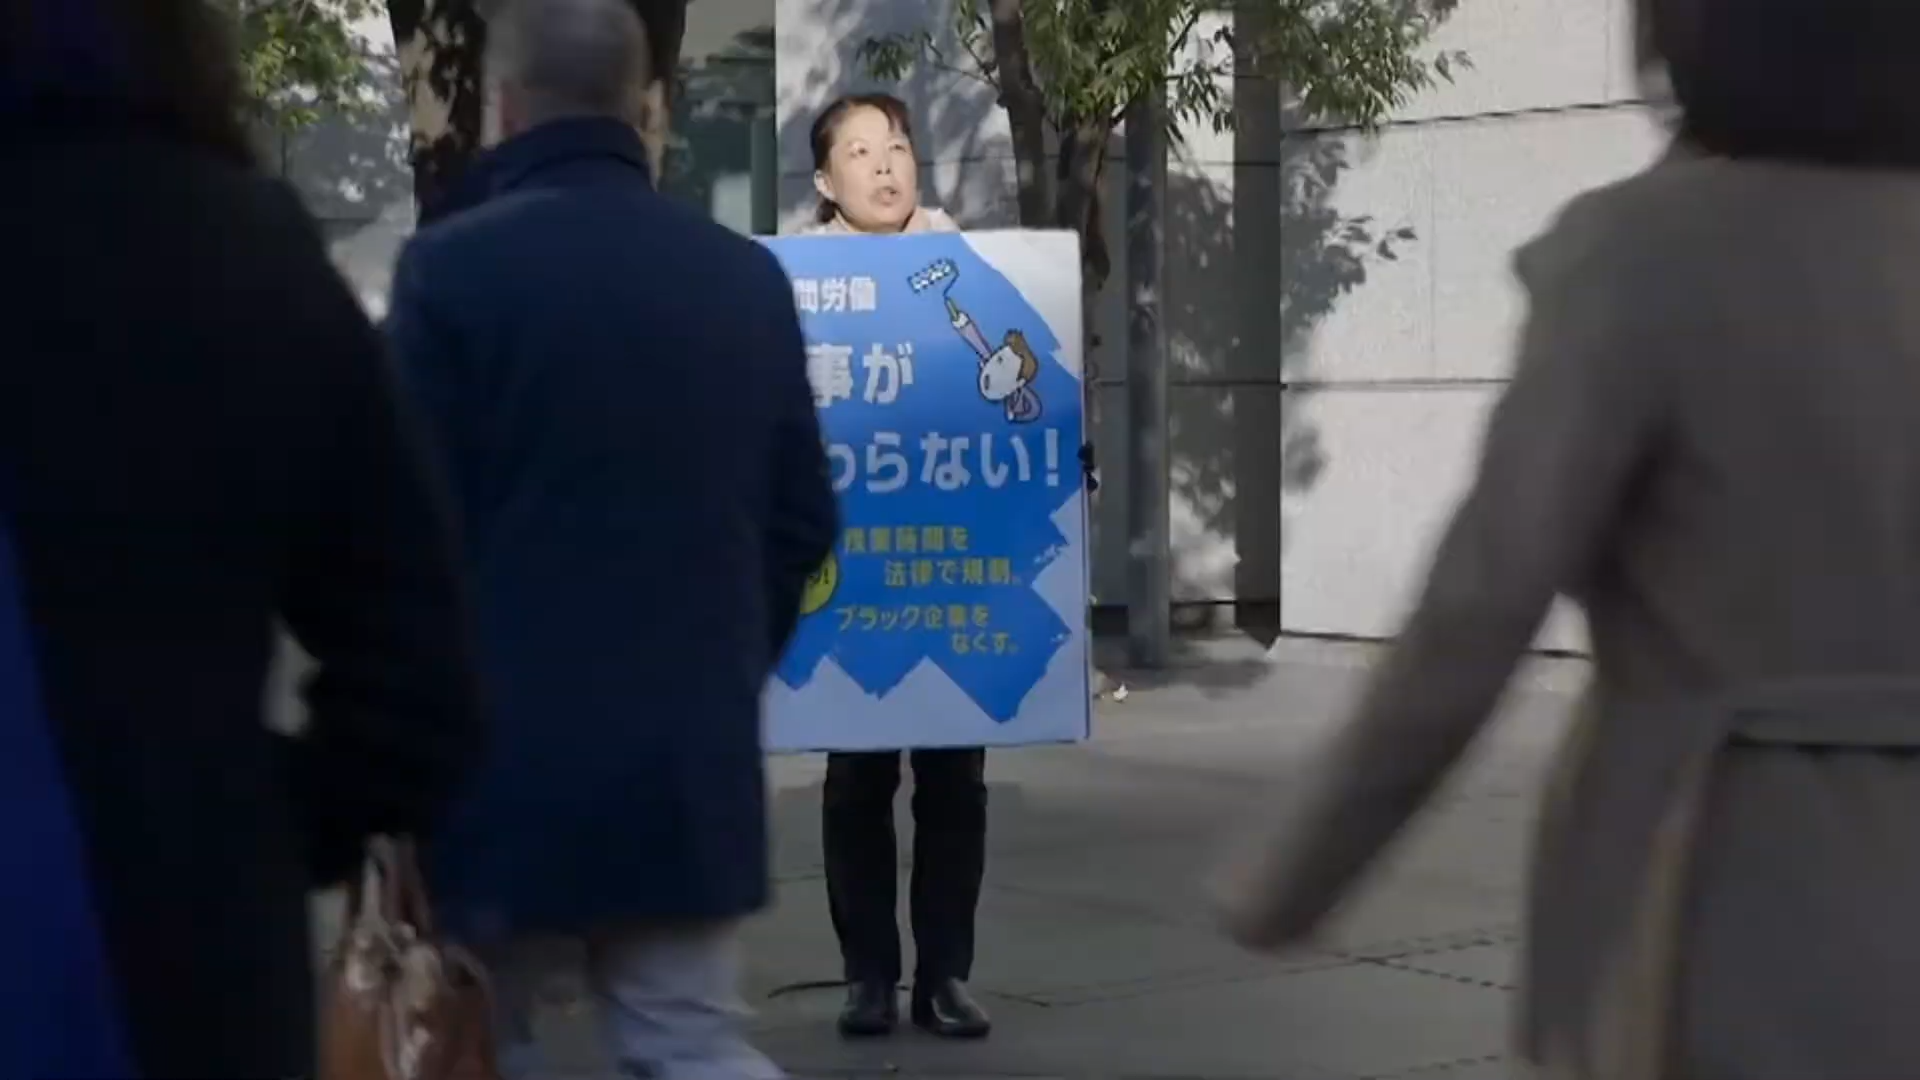 間労働
事が
わらない!
残業時間を
法律で規制。
ブラック企業を
なくす。